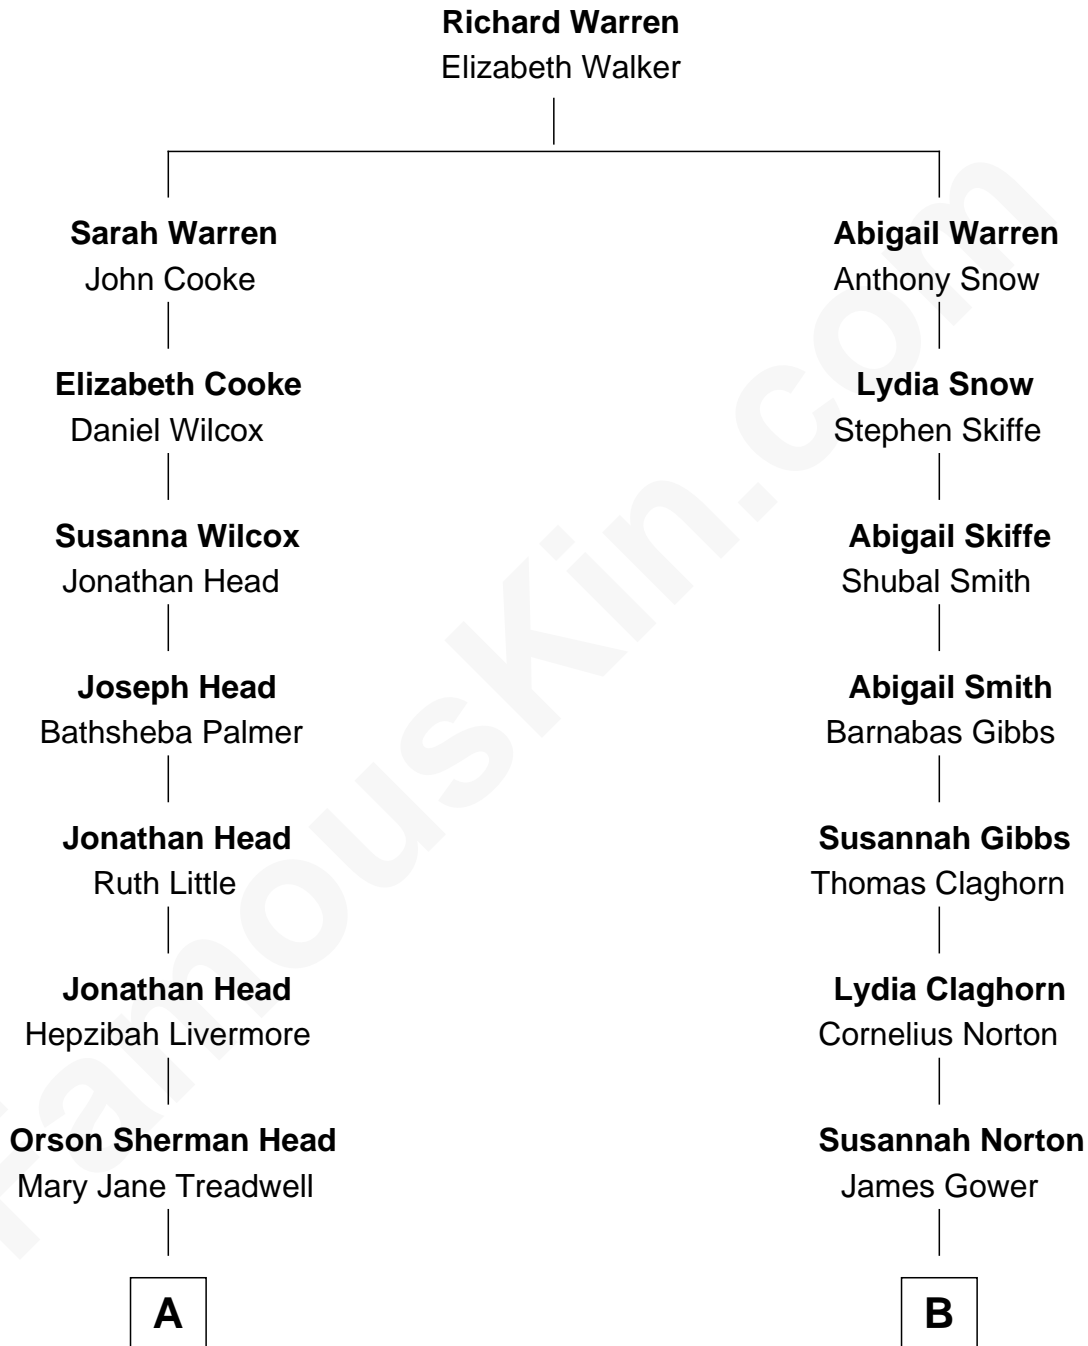 Richard Warren
Elizabeth Walker
Sarah Warren
John Cooke
Abigail Warren
Anthony Snow
Elizabeth Cooke
Daniel Wilcox
Lydia Snow
Stephen Skiffe
Susanna Wilcox
Jonathan Head
Abigail Skiffe
Shubal Smith
Joseph Head
Bathsheba Palmer
Abigail Smith
Barnabas Gibbs
Jonathan Head
Ruth Little
Susannah Gibbs
Thomas Claghorn
Jonathan Head
Hepzibah Livermore
Lydia Claghorn
Cornelius Norton
Orson Sherman Head
Mary Jane Treadwell
Susannah Norton
James Gower
A
B
FamousKin.com